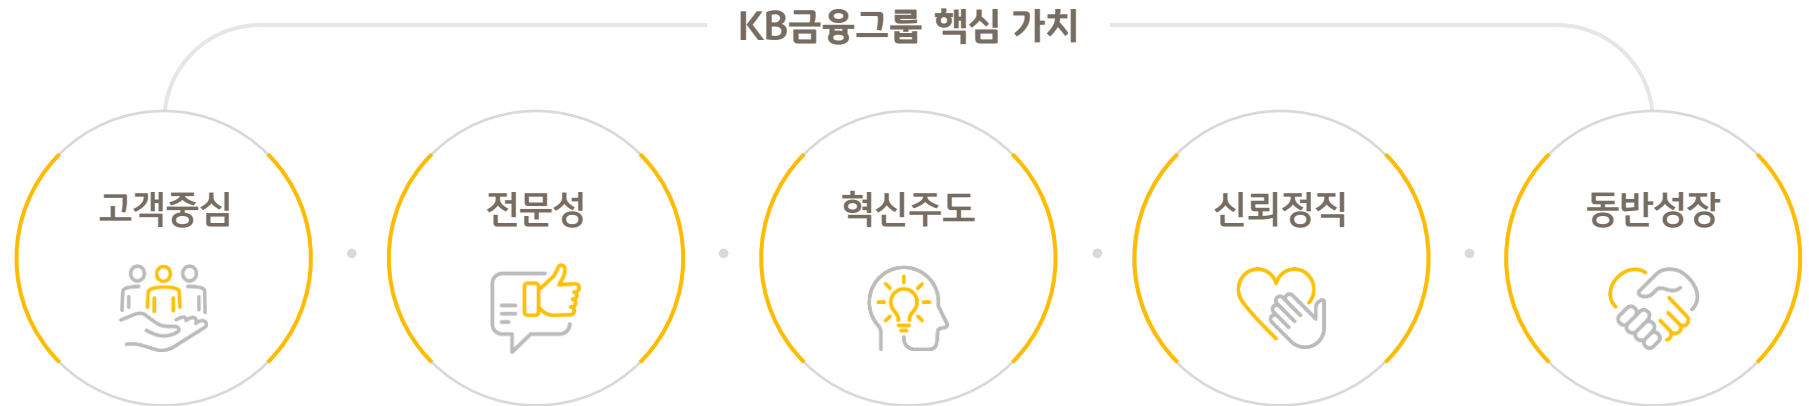 KB금융그룹 핵심 가치
고객중심
전문성
혁신주도
신뢰정직
동반성장